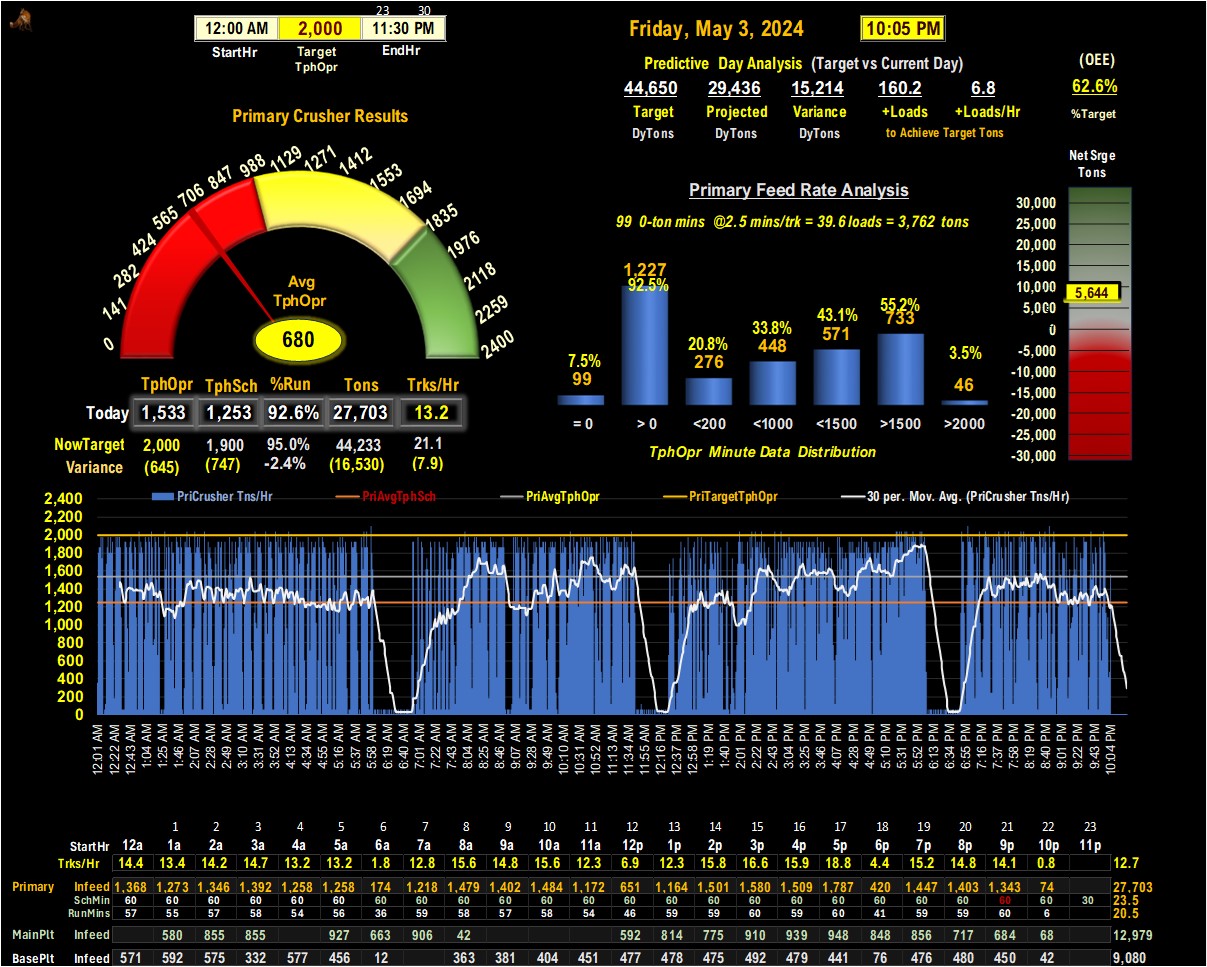 23 30
12:00 AM 2,000 11:30 PM
StartHr Target TphOpr EndHr
Friday, May 3, 2024 10:05 PM
Predictive Day Analysis (Target vs Current Day)
44,650 29,436 15,214 160.2 6.8
Target Projected Variance +Loads +Loads/Hr
DyTons DyTons DyTons to Achieve Target Tons
(OEE)
62.6%
%Target
Primary Crusher Results
0 141 282 424 565 706 847 988 1129 1271 1412 1553 1694 1835 1976 2118 2259 2400
Avg
TphOpr
680
TphOpr TphSch %Run Tons Trks/Hr
Today 1,533 1,253 92.6% 27,703 13.2
NowTarget 2,000 1,900 95.0% 44,233 21.1
Variance (645) (747) -2.4% (16,530) (7.9)
Primary Feed Rate Analysis
99 0-ton mins @2.5 mins/trk = 39.6 loads = 3,762 tons
7.5% 92.5% 20.8% 33.8% 43.1% 55.2% 3.5%
99 1,227 276 448 571 733 46
= 0 > 0 <200 <1000 <1500 >1500 >2000
TphOpr Minute Data Distribution
Net Srge
Tons
30,000
25,000
20,000
15,000
10,000
5,644
5,000
0
-5,000
-10,000
-15,000
-20,000
-25,000
-30,000
PriCrusher Tns/Hr PriAvgTphSch PriAvgTphOpr PriTargetTphOpr 30 per. Mov. Avg. (PriCrusher Tns/Hr)
2,400
2,200
2,000
1,800
1,600
1,400
1,200
1,000
800
600
400
200
0
12:01 AM 12:22 AM 12:43 AM 1:04 AM 1:25 AM 1:46 AM 2:07 AM 2:28 AM 2:49 AM 3:10 AM 3:31 AM 3:52 AM 4:13 AM 4:34 AM 4:55 AM 5:16 AM 5:37 AM 5:58 AM 6:19 AM 6:40 AM 7:01 AM 7:22 AM 7:43 AM 8:04 AM 8:25 AM 8:46 AM 9:07 AM 9:28 AM 9:49 AM 10:10 AM 10:31 AM 10:52 AM 11:13 AM 11:34 AM 11:55 AM 12:16 PM 12:37 PM 12:58 PM 1:19 PM 1:40 PM 2:01 PM 2:22 PM 2:43 PM 3:04 PM 3:25 PM 3:46 PM 4:07 PM 4:28 PM 4:49 PM 5:10 PM 5:31 PM 5:52 PM 6:13 PM 6:34 PM 6:55 PM 7:16 PM 7:37 PM 7:58 PM 8:19 PM 8:40 PM 9:01 PM 9:22 PM 9:43 PM 10:04 PM
1 2 3 4 5 6 7 8 9 10 11 12 13 14 15 16 17 18 19 20 21 22 23
StartHr 12a 1a 2a 3a 4a 5a 6a 7a 8a 9a 10a 11a 12p 1p 2p 3p 4p 5p 6p 7p 8p 9p 10p 11p
Trks/Hr 14.4 13.4 14.2 14.7 13.2 13.2 1.8 12.8 15.6 14.8 15.6 12.3 6.9 12.3 15.8 16.6 15.9 18.8 4.4 15.2 14.8 14.1 0.8 12.7
Primary Infeed 1,368 1,273 1,346 1,392 1,258 1,258 174 1,218 1,479 1,402 1,484 1,172 651 1,164 1,501 1,580 1,509 1,787 420 1,447 1,403 1,343 74 27,703
SchMin 60 60 60 60 60 60 60 60 60 60 60 60 60 60 60 60 60 60 60 60 60 60 60 30 23.5
RunMins 57 55 57 58 54 56 36 59 58 57 58 54 46 59 59 60 59 60 41 59 59 60 6 20.5
MainPlt Infeed 580 855 855 927 663 906 42 592 814 775 910 939 948 848 856 717 684 68 12,979
BasePlt Infeed 571 592 575 332 577 456 12 363 381 404 451 477 478 475 492 479 441 76 476 480 450 42 9,080